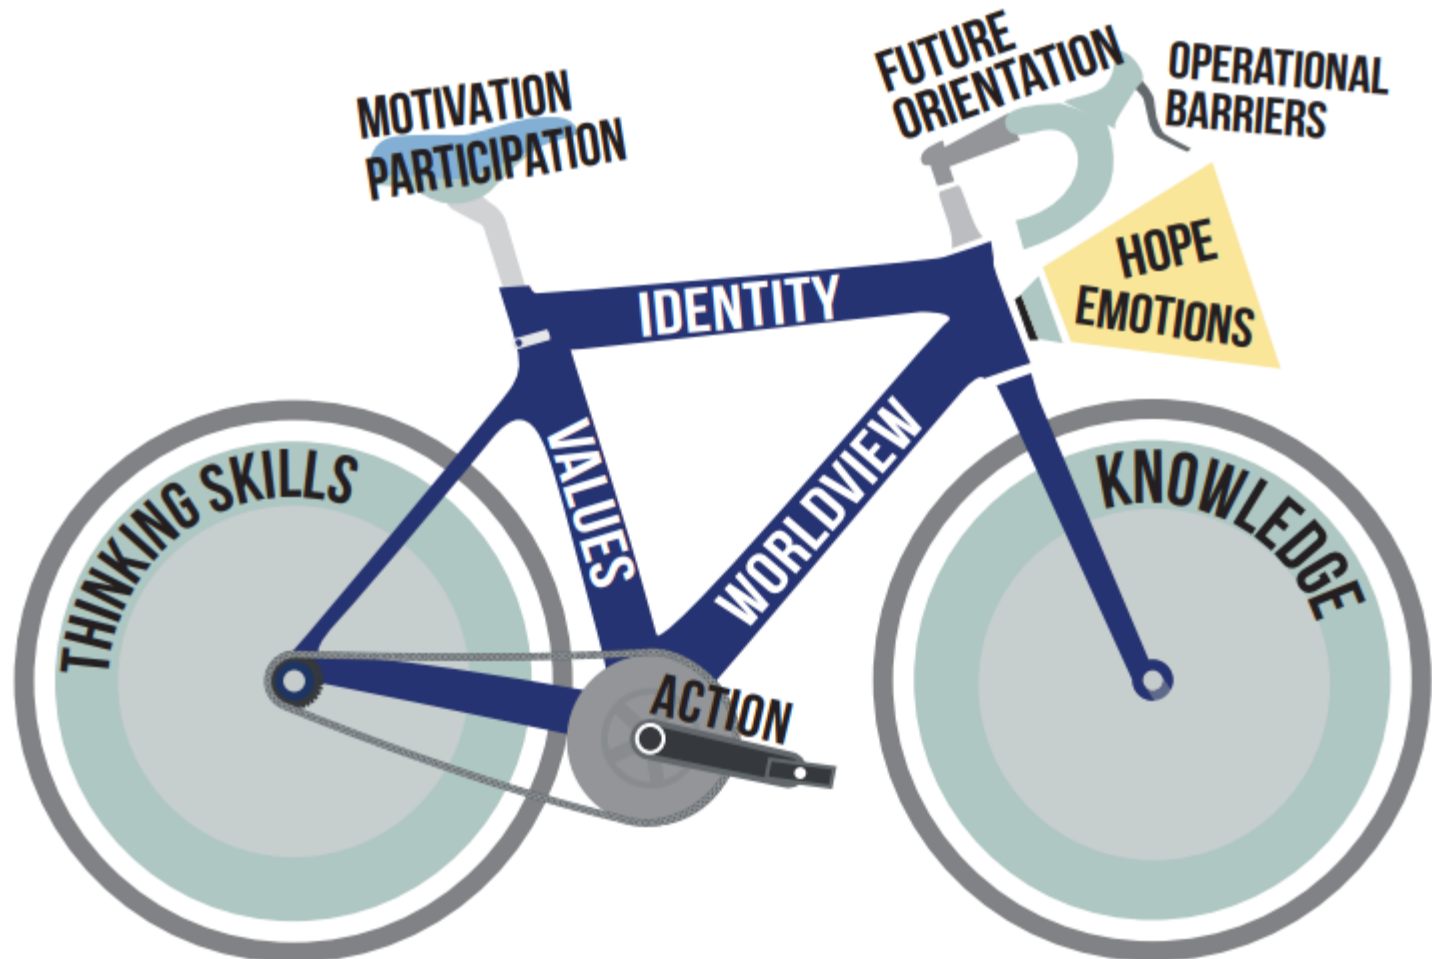 FUTURE
ORIENTATION
OPERATIONAL
BARRIERS
MOTIVATION
PARTICIPATION
HOPE
EMOTIONS
IDENTITY
VALUES
WORLDVIEW
THINKING SKILLS
KNOWLEDGE
ACTION